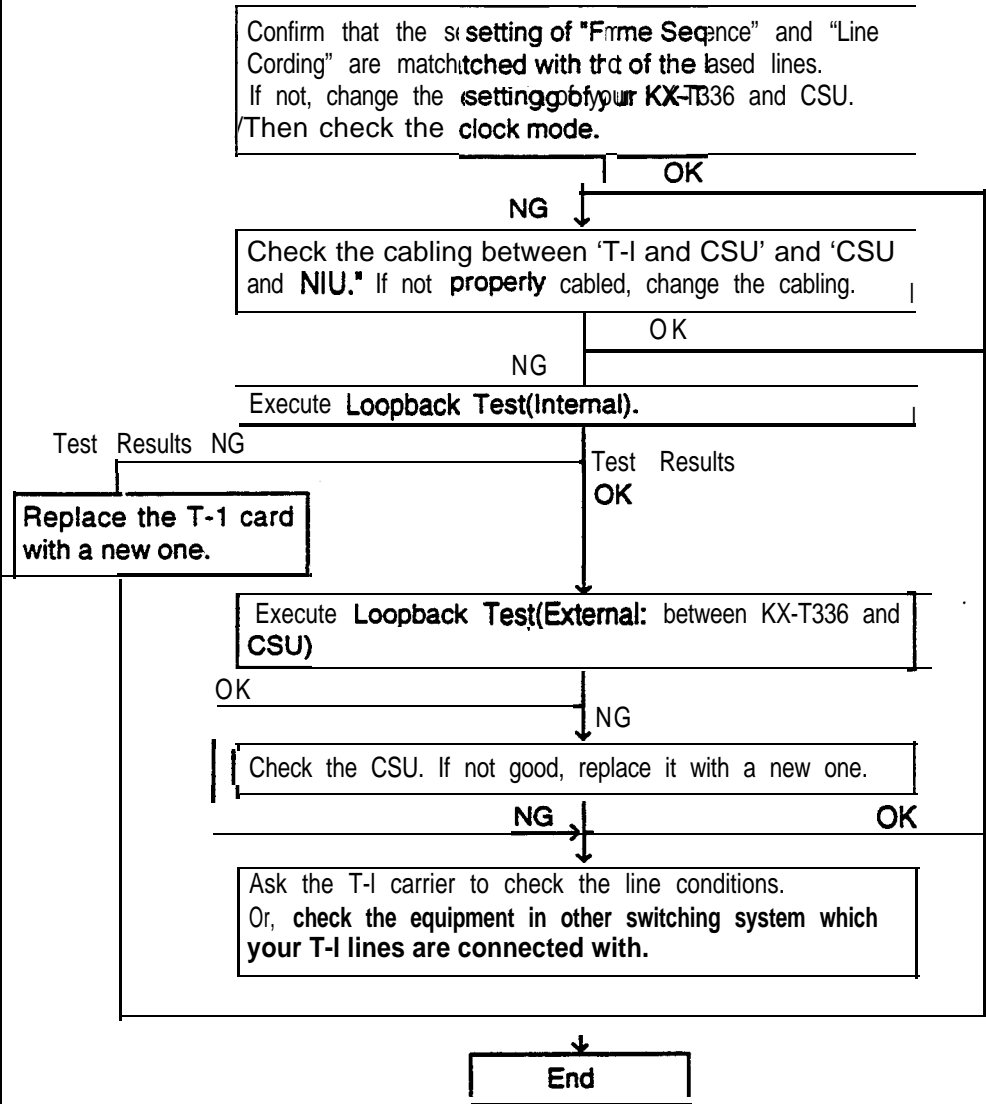 Confirm that the setting of "Frame Sequence" and "Line
Cording" are matched with that of the leased lines.
If not, change the setting of your KX-T336 and CSU.
/Then check the clock mode.
OK
NG
Check the cabling between 'T-I and CSU' and 'CSU
and NIU." If not properly cabled, change the cabling.
OK
NG
Execute Loopback Test(Internal).
Test Results NG
Test Results
OK
Replace the T-1 card
with a new one.
Execute Loopback Test(External: between KX-T336 and
CSU)
OK
NG
Check the CSU. If not good, replace it with a new one.
NG
OK
Ask the T-I carrier to check the line conditions.
Or, check the equipment in other switching system which
your T-I lines are connected with.
End